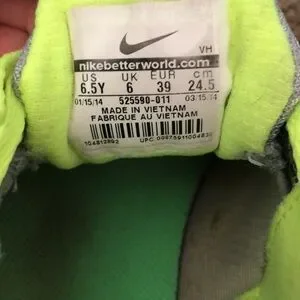 VH
nikebetterworld.com
US UK EUR cm
6.5Y 6 39 24.5
01/15/14 525590-011 03.15.14
MADE IN VIETNAM
FABRIQUE AU VIETNAM